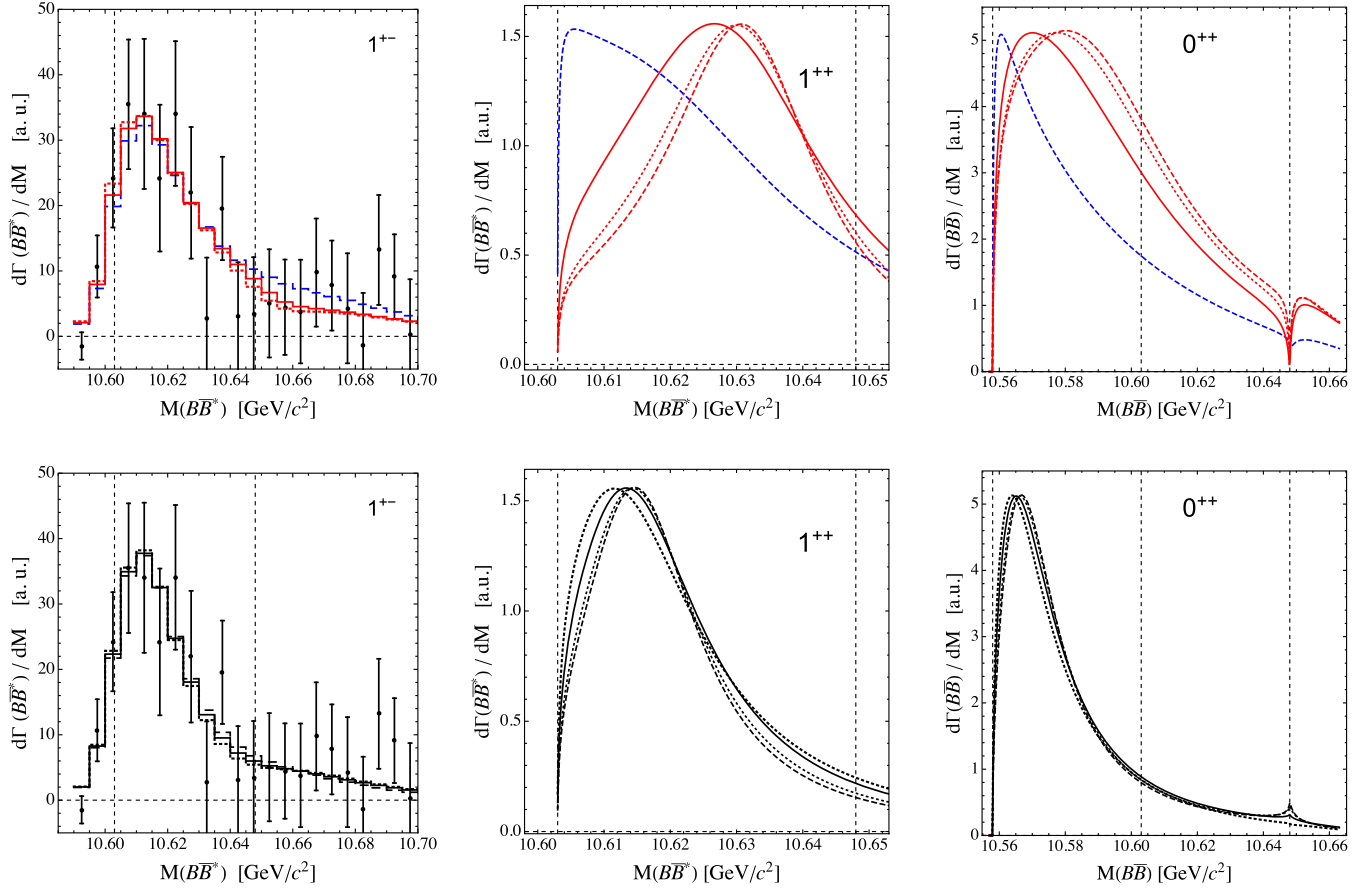 50
40
30
20
10
0
10.60 10.62 10.64 10.66 10.68 10.70
dΓ (BB̅*) / dM [a. u.]
M(BB̅*) [GeV/c²]
1⁺⁻
1.5
1.0
0.5
0.0
10.60 10.61 10.62 10.63 10.64 10.65
dΓ(BB̅*) / dM [a.u.]
M(BB̅*) [GeV/c²]
1⁺⁺
5
4
3
2
1
0
10.56 10.58 10.60 10.62 10.64 10.66
dΓ(BB̅) / dM [a.u.]
M(BB̅) [GeV/c²]
0⁺⁺
50
40
30
20
10
0
10.60 10.62 10.64 10.66 10.68 10.70
dΓ (BB̅*) / dM [a. u.]
M(BB̅*) [GeV/c²]
1⁺⁻
1.5
1.0
0.5
0.0
10.60 10.61 10.62 10.63 10.64 10.65
dΓ(BB̅*) / dM [a.u.]
M(BB̅*) [GeV/c²]
1⁺⁺
5
4
3
2
1
0
10.56 10.58 10.60 10.62 10.64 10.66
dΓ(BB̅) / dM [a.u.]
M(BB̅) [GeV/c²]
0⁺⁺